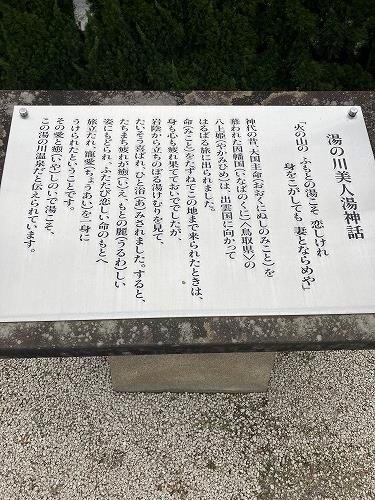 湯の川美人湯神話
「火の山の ふもとの湯こそ 恋しけれ
身をこがしても 妻とならめや」
神代の昔、大国主命(おおくにぬしのみこと)を
慕われた因幡国(いなばのくに)〈鳥取県〉の
八上姫(やかみひめ)は、出雲国に向かって
はるばる旅に出られました。
命(みこと)をたずねてこの地まで来られたときは、
身も心も疲れ果てておいででしたが、
岩陰から立ちのぼる湯けむりを見て、
たいそう喜ばれ、ひと浴(あ)みされました。すると、
たちまち疲れが癒(い)え、もとの麗(うるわ)しい
姿にもどられ、ふたたび恋しい命のもとへ
旅立たれ、寵愛(ちょうあい)を一身に
うけられたということです。
その愛と癒(いや)しのいで湯こそ、
この湯の川温泉だと伝えられています。